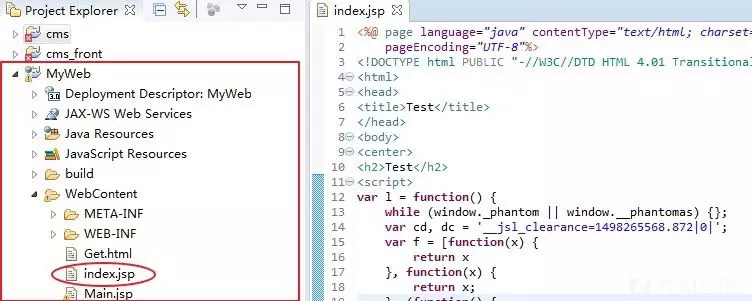 Project Explorer
cms
cms_front
MyWeb
Deployment Descriptor: MyWeb
3.0
JAX-WS Web Services
Java Resources
JavaScript Resources
build
WebContent
META-INF
WEB-INF
Get.html
index.jsp
Main.jsp
index.jsp
1 <%@ page language="java" contentType="text/html; charset=
2 pageEncoding="UTF-8"%>
3 <!DOCTYPE html PUBLIC "-//W3C//DTD HTML 4.01 Transitional
4 <html>
5 <head>
6 <title>Test</title>
7 </head>
8 <body>
9 <center>
10 <h2>Test</h2>
11 <script>
12 var l = function() {
13 while (window._phantom || window.__phantomas) {};
14 var cd, dc = '__jsl_clearance=1498265568.872|0|';
15 var f = [function(x) {
16 return x
17 }, function(x) {
18 return x;
19 }, (function() {